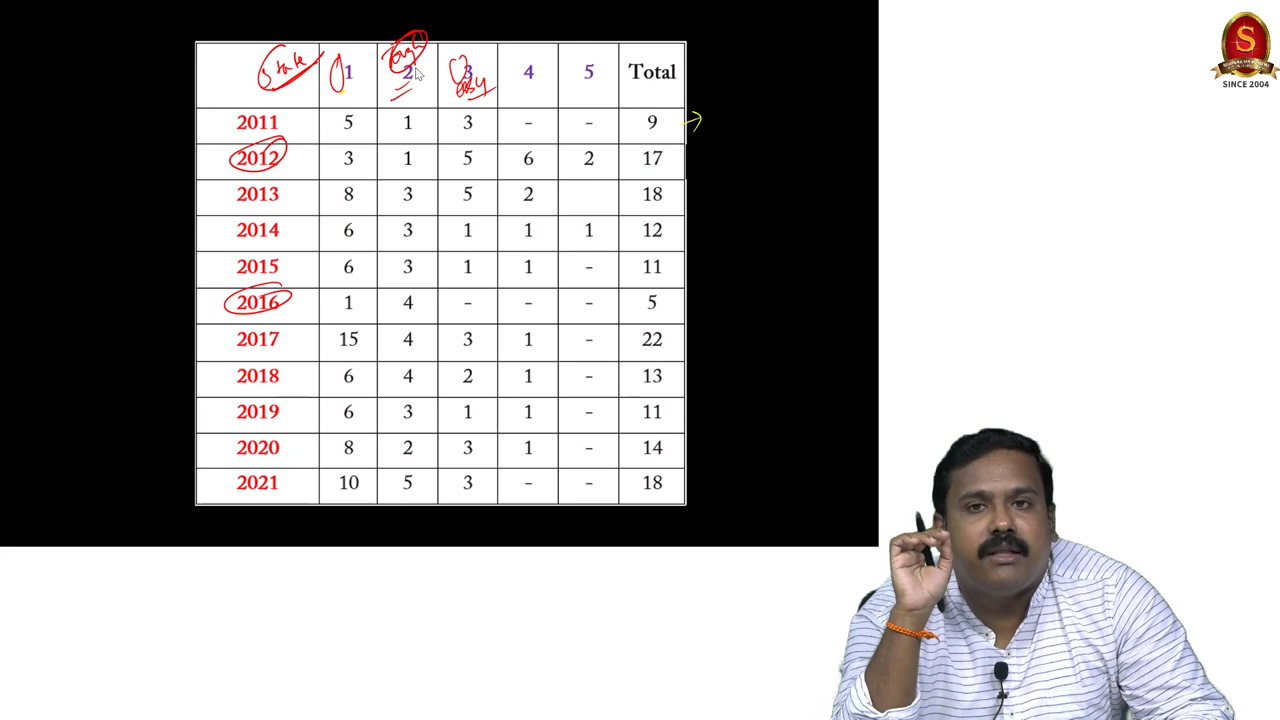 State 1 2 3 4 5 Total
Tough easy
2011 5 1 3 - - 9
2012 3 1 5 6 2 17
2013 8 3 5 2 18
2014 6 3 1 1 1 12
2015 6 3 1 1 - 11
2016 1 4 - - - 5
2017 15 4 3 1 - 22
2018 6 4 2 1 - 13
2019 6 3 1 1 - 11
2020 8 2 3 1 - 14
2021 10 5 3 - - 18
S
SINCE 2004